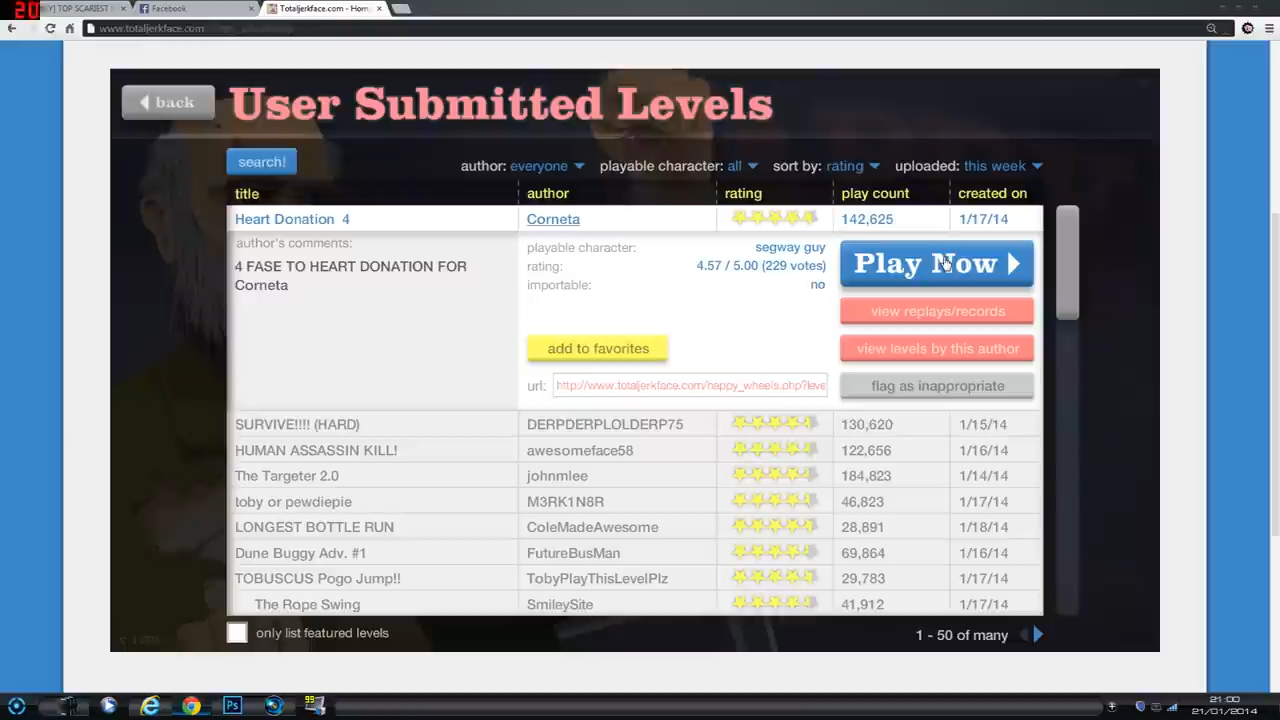 20
Y] TOP SCARIEST
Facebook
Totaljerkface.com - Hom
www.totaljerkface.com
back
User Submitted Levels
search!
author: everyone playable character: all sort by: rating uploaded: this week
title author rating play count created on
Heart Donation 4 Corneta 142,625 1/17/14
author's comments:
4 FASE TO HEART DONATION FOR
Corneta
playable character: segway guy
rating: 4.57 / 5.00 (229 votes)
importable: no
add to favorites
url: http://www.totaljerkface.com/happy_wheels.php?leve
Play Now
view replays/records
view levels by this author
flag as inappropriate
SURVIVE!!!! (HARD) DERPDERPLOLDERP75 130,620 1/15/14
HUMAN ASSASSIN KILL! awesomeface58 122,656 1/16/14
The Targeter 2.0 johnmlee 184,823 1/14/14
toby or pewdiepie M3RK1N8R 46,823 1/17/14
LONGEST BOTTLE RUN ColeMadeAwesome 28,891 1/18/14
Dune Buggy Adv. #1 FutureBusMan 69,864 1/16/14
TOBUSCUS Pogo Jump!! TobyPlayThisLevelPlz 29,783 1/17/14
The Rope Swing SmileySite 41,912 1/17/14
only list featured levels
1 - 50 of many
Ps
95
21:00
21/01/2014